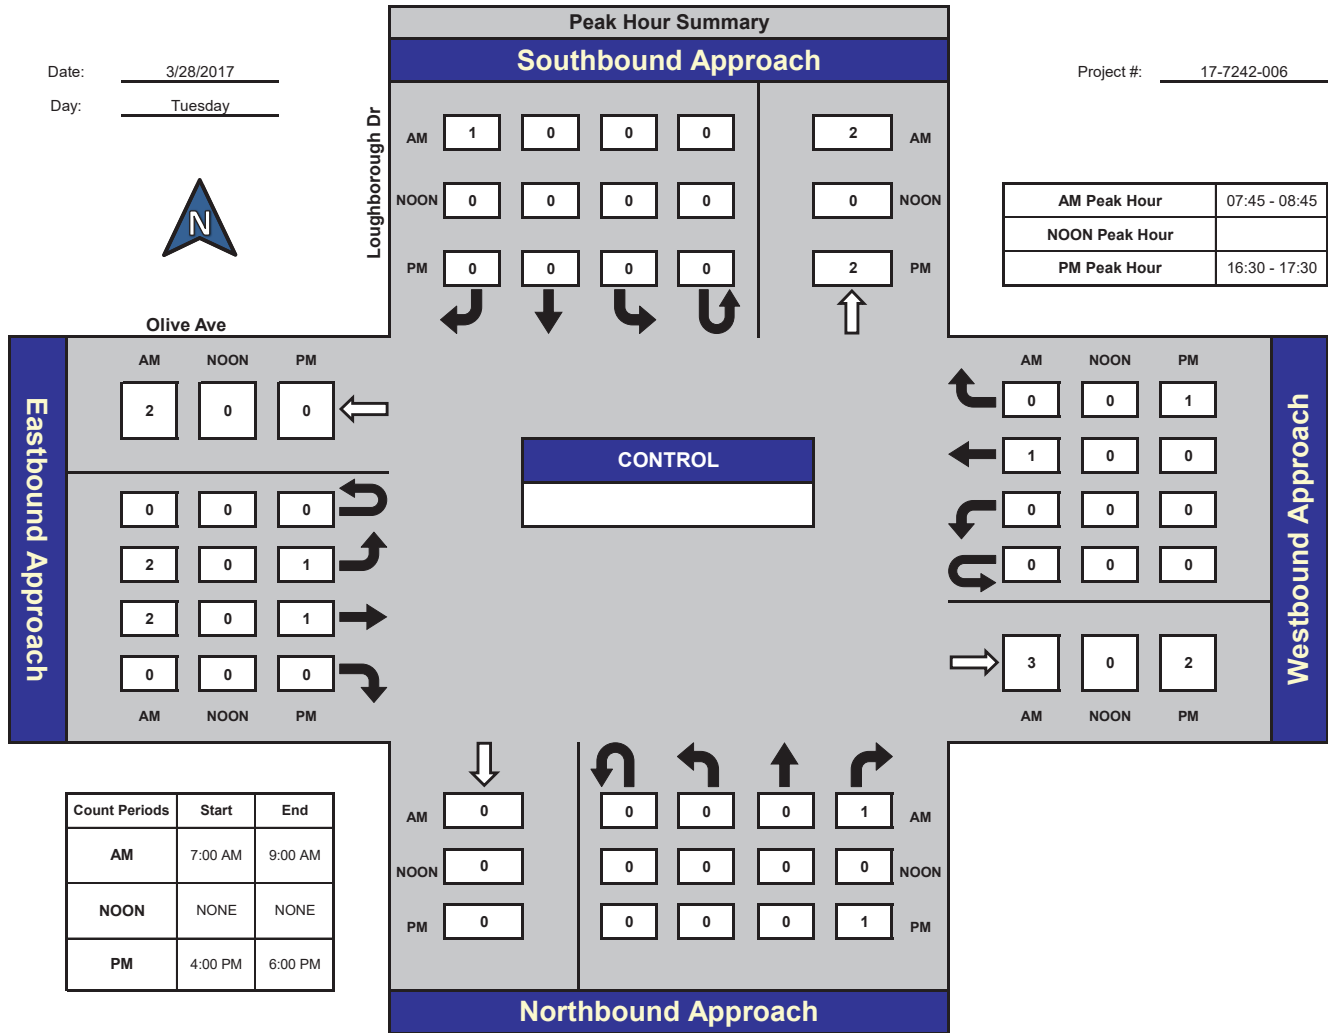 Peak Hour Summary
Southbound Approach
Date: 3/28/2017
Day: Tuesday
Project #: 17-7242-006
Loughborough Dr
AM 1 0 0 0 2 AM
NOON 0 0 0 0 0 NOON
PM 0 0 0 0 2 PM
N
AM Peak Hour 07:45 - 08:45
NOON Peak Hour
PM Peak Hour 16:30 - 17:30
Olive Ave
Eastbound Approach
AM NOON PM
2 0 0
0 0 0
2 0 1
2 0 1
0 0 0
AM NOON PM
CONTROL
AM NOON PM
0 0 1
1 0 0
0 0 0
0 0 0
3 0 2
AM NOON PM
Westbound Approach
Count Periods Start End
AM 7:00 AM 9:00 AM
NOON NONE NONE
PM 4:00 PM 6:00 PM
AM 0 0 0 0 1 AM
NOON 0 0 0 0 0 NOON
PM 0 0 0 0 1 PM
Northbound Approach